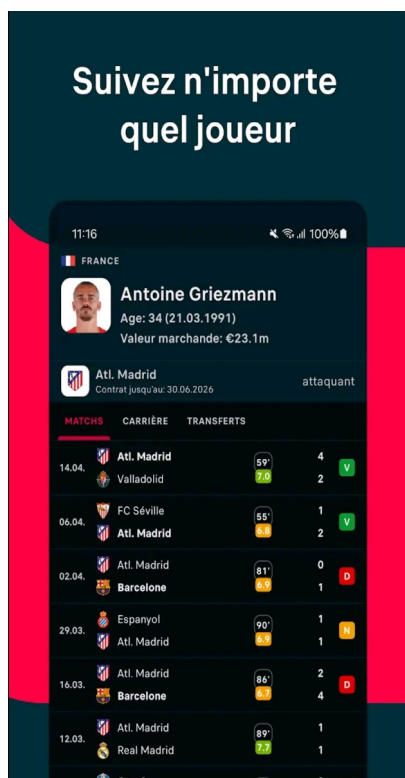 Suivez n'importe
quel joueur
11:16 100%
FRANCE
Antoine Griezmann
Age: 34 (21.03.1991)
Valeur marchande: €23.1m
Atl. Madrid
Contrat jusqu'au: 30.06.2026
attaquant
MATCHS CARRIÈRE TRANSFERTS
14.04. Atl. Madrid 59' 4 V
Valladolid 7.0 2
06.04. FC Séville 55' 1 V
Atl. Madrid 6.8 2
02.04. Atl. Madrid 81' 0 D
Barcelone 6.9 1
29.03. Espanyol 90' 1 N
Atl. Madrid 6.9 1
16.03. Atl. Madrid 86' 2 D
Barcelone 6.7 4
12.03. Atl. Madrid 89' 1
Real Madrid 7.7 1